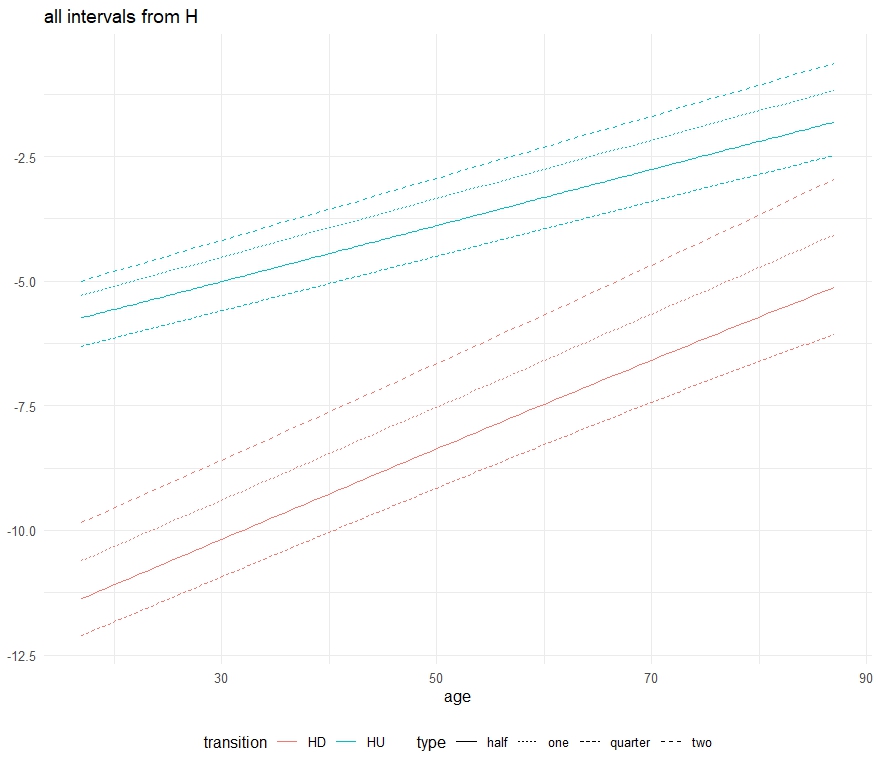 all intervals from H
-2.5
-5.0
-7.5
-10.0
-12.5
30 50 70 90
age
transition HD HU type half one quarter two